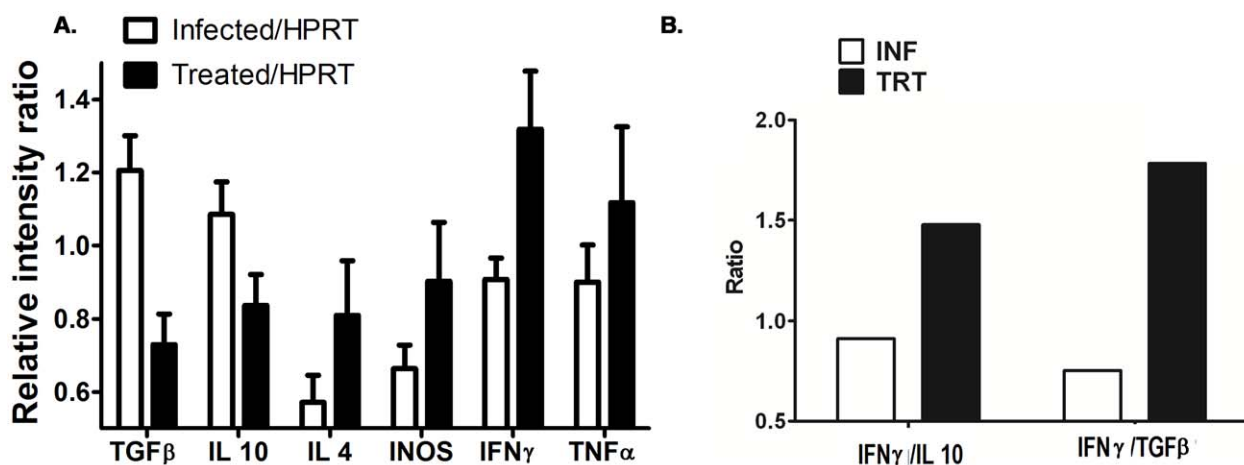 A.
Infected/HPRT
Treated/HPRT
Relative intensity ratio
1.4
1.2
1.0
0.8
0.6
TGFβ IL 10 IL 4 INOS IFNγ TNFα
B.
INF
TRT
Ratio
2.0
1.5
1.0
0.5
IFNγ/IL 10 IFNγ/TGFβ